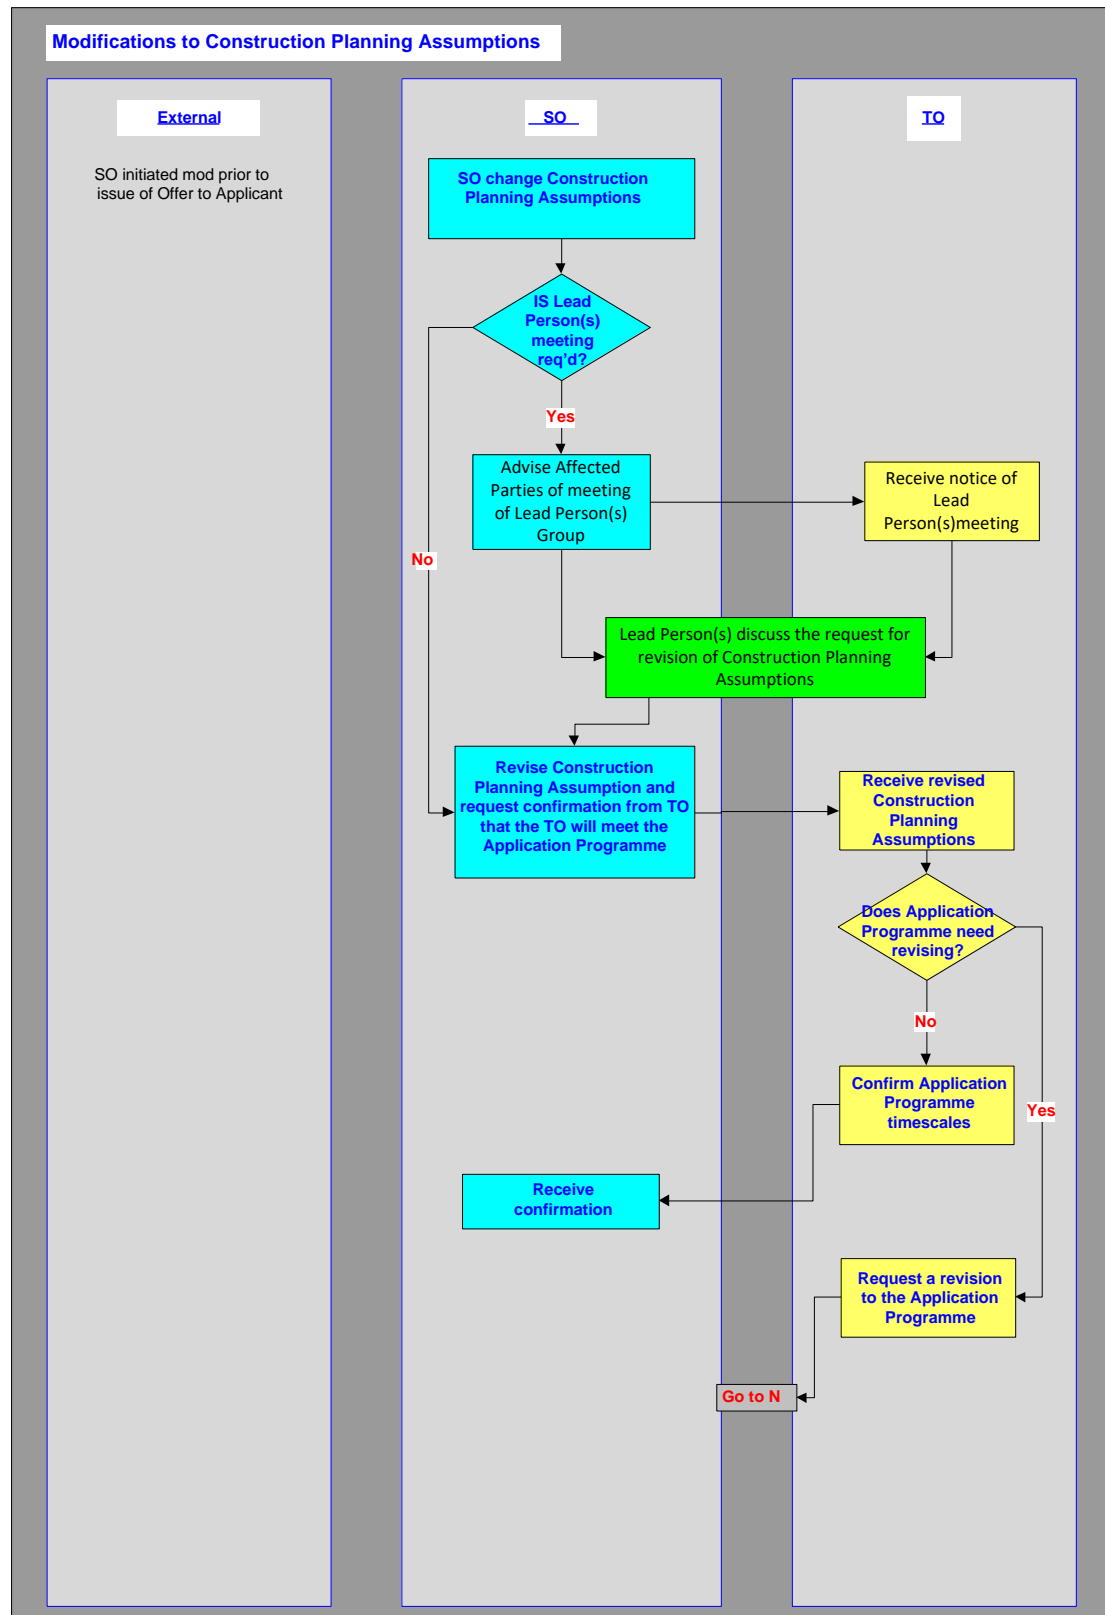 Modifications to Construction Planning Assumptions
External
SO
TO
SO initiated mod prior to
issue of Offer to Applicant
SO change Construction
Planning Assumptions
IS Lead
Person(s)
meeting
req'd?
Yes
No
Advise Affected
Parties of meeting
of Lead Person(s)
Group
Receive notice of
Lead
Person(s)meeting
Lead Person(s) discuss the request for
revision of Construction Planning
Assumptions
Revise Construction
Planning Assumption and
request confirmation from TO
that the TO will meet the
Application Programme
Receive revised
Construction
Planning
Assumptions
Does Application
Programme need
revising?
No
Yes
Confirm Application
Programme
timescales
Receive
confirmation
Request a revision
to the Application
Programme
Go to N